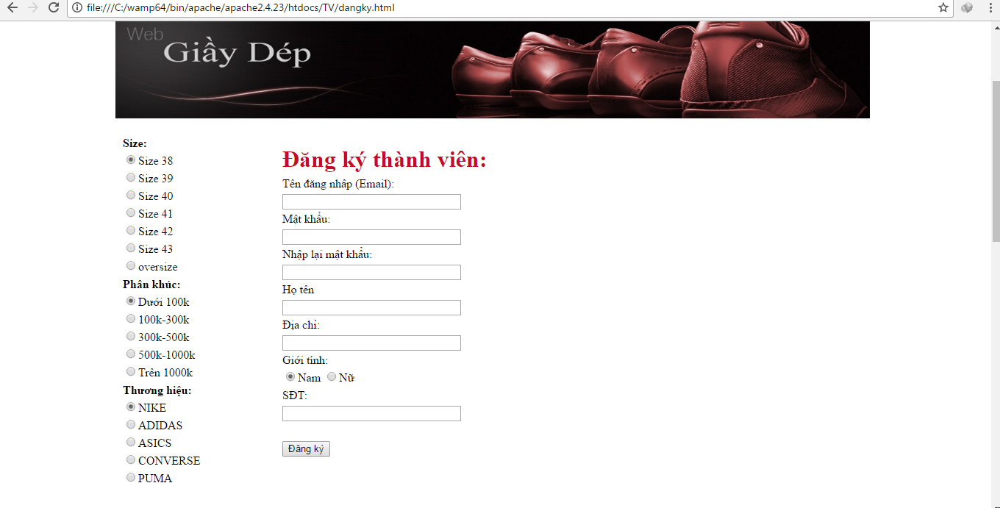 file:///C:/wamp64/bin/apache/apache2.4.23/htdocs/TV/dangky.html
Web
Giầy Dép
Size:
Size 38
Size 39
Size 40
Size 41
Size 42
Size 43
oversize
Phân khúc:
Dưới 100k
100k-300k
300k-500k
500k-1000k
Trên 1000k
Thương hiệu:
NIKE
ADIDAS
ASICS
CONVERSE
PUMA
Đăng ký thành viên:
Tên đăng nhâp (Email):
Mật khẩu:
Nhập lại mật khẩu:
Họ tên
Địa chỉ:
Giới tính:
Nam Nữ
SĐT:
Đăng ký